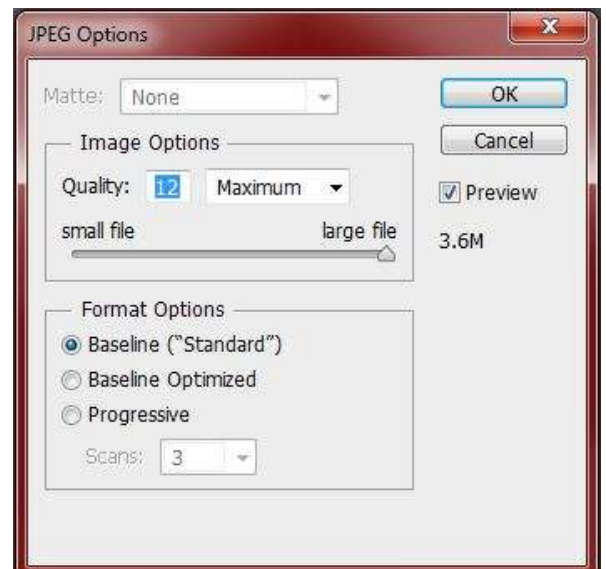 JPEG Options
Matte: None
OK
Image Options
Cancel
Quality: 12 Maximum
Preview
small file large file
3.6M
Format Options
Baseline ("Standard")
Baseline Optimized
Progressive
Scans: 3